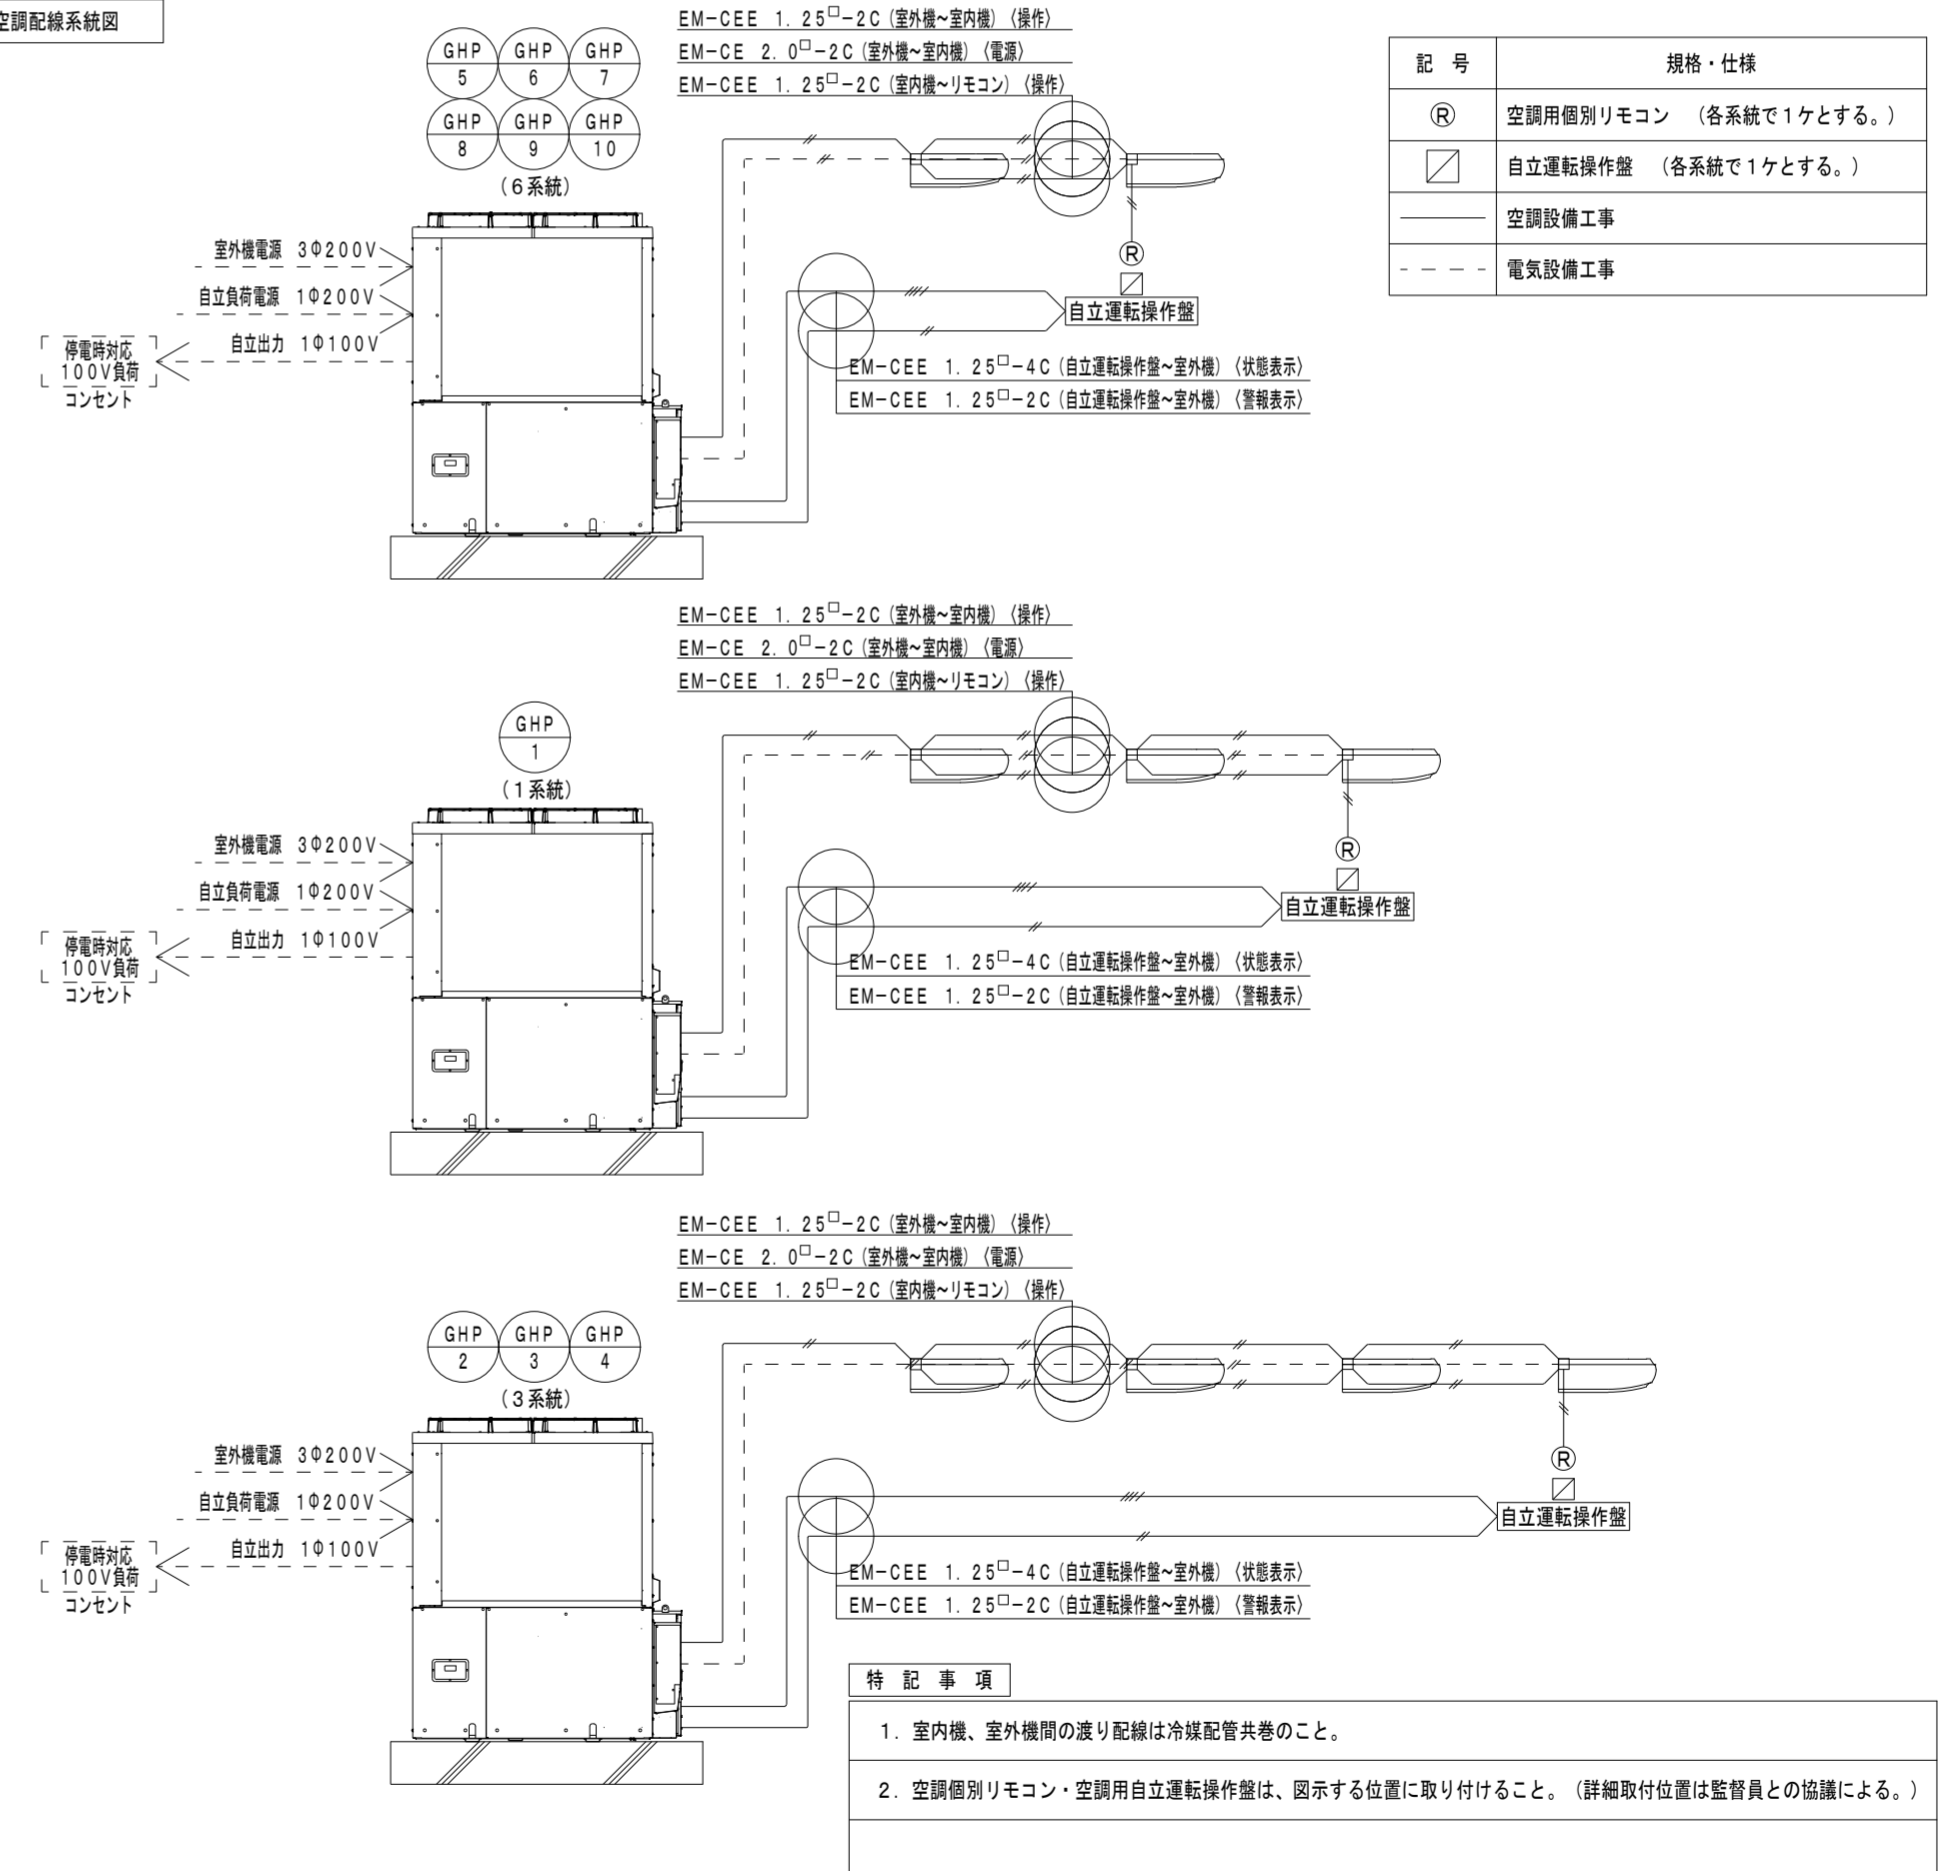 空調配線系統図
EM-CEE 1.25□-2C(室外機~室内機)〈操作〉
EM-CE 2.0□-2C(室外機~室内機)〈電源〉
EM-CEE 1.25□-2C(室内機~リモコン)〈操作〉
GHP GHP GHP
5 6 7
GHP GHP GHP
8 9 10
(6系統)
室外機電源 3Φ200V
自立負荷電源 1Φ200V
自立出力 1Φ100V
停電時対応
100V負荷
コンセント
R
自立運転操作盤
EM-CEE 1.25□-4C(自立運転操作盤~室外機)〈状態表示〉
EM-CEE 1.25□-2C(自立運転操作盤~室外機)〈警報表示〉
記 号 規格・仕様
Ⓡ 空調用個別リモコン (各系統で1ケとする。)
自立運転操作盤 (各系統で1ケとする。)
空調設備工事
電気設備工事
EM-CEE 1.25□-2C(室外機~室内機)〈操作〉
EM-CE 2.0□-2C(室外機~室内機)〈電源〉
EM-CEE 1.25□-2C(室内機~リモコン)〈操作〉
GHP
1
(1系統)
室外機電源 3Φ200V
自立負荷電源 1Φ200V
自立出力 1Φ100V
停電時対応
100V負荷
コンセント
R
自立運転操作盤
EM-CEE 1.25□-4C(自立運転操作盤~室外機)〈状態表示〉
EM-CEE 1.25□-2C(自立運転操作盤~室外機)〈警報表示〉
EM-CEE 1.25□-2C(室外機~室内機)〈操作〉
EM-CE 2.0□-2C(室外機~室内機)〈電源〉
EM-CEE 1.25□-2C(室内機~リモコン)〈操作〉
GHP GHP GHP
2 3 4
(3系統)
室外機電源 3Φ200V
自立負荷電源 1Φ200V
自立出力 1Φ100V
停電時対応
100V負荷
コンセント
R
自立運転操作盤
EM-CEE 1.25□-4C(自立運転操作盤~室外機)〈状態表示〉
EM-CEE 1.25□-2C(自立運転操作盤~室外機)〈警報表示〉
特 記 事 項
1. 室内機、室外機間の渡り配線は冷媒配管共巻のこと。
2. 空調個別リモコン・空調用自立運転操作盤は、図示する位置に取り付けること。(詳細取付位置は監督員との協議による。)